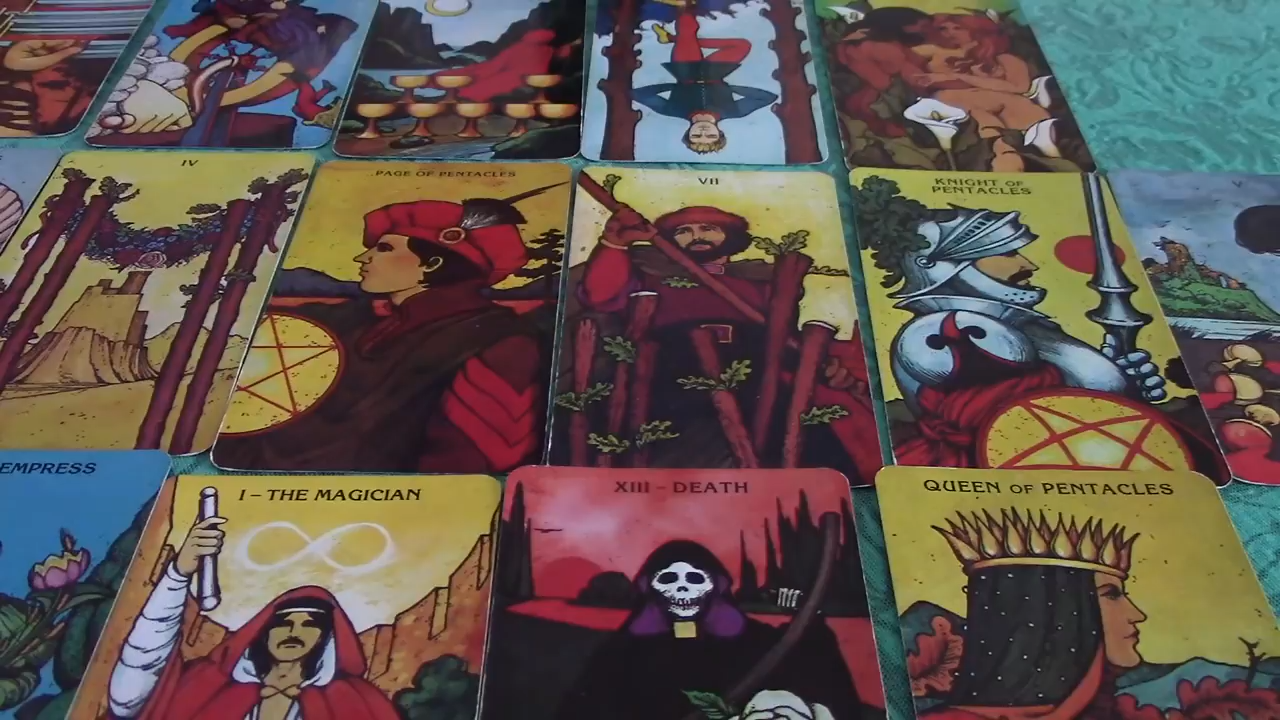 IV
PAGE OF PENTACLES
VII
KNIGHT OF
PENTACLES
V
EMPRESS
I – THE MAGICIAN
XIII – DEATH
QUEEN OF PENTACLES